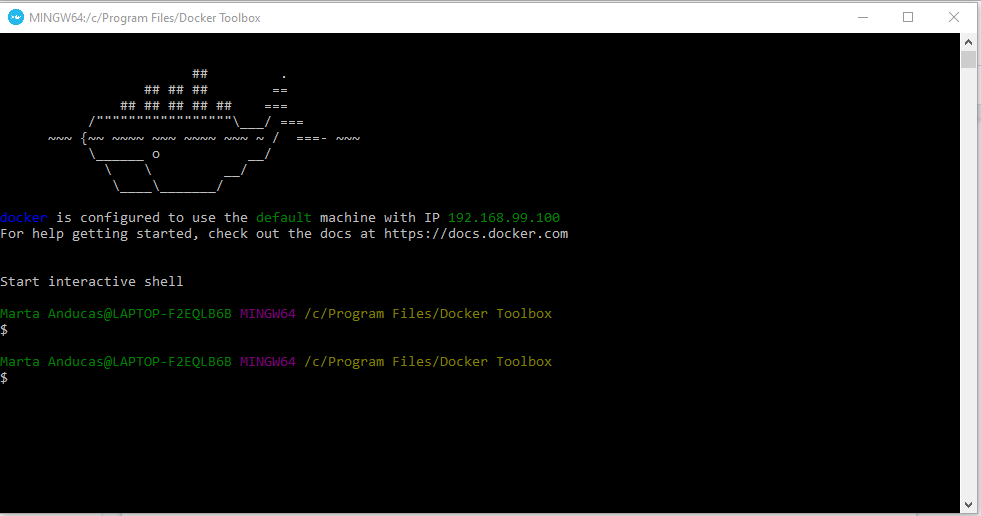 MINGW64:/c/Program Files/Docker Toolbox
                        ##         .
                  ## ## ##        ==
               ## ## ## ## ##    ===
           /"""""""""""""""""\___/ ===
      ~~~ {~~ ~~~~ ~~~ ~~~~ ~~~ ~ /  ===- ~~~
           \______ o           __/
             \    \         __/
              \____\_______/
docker is configured to use the default machine with IP 192.168.99.100
For help getting started, check out the docs at https://docs.docker.com
Start interactive shell
Marta Anducas@LAPTOP-F2EQLB6B MINGW64 /c/Program Files/Docker Toolbox
$
Marta Anducas@LAPTOP-F2EQLB6B MINGW64 /c/Program Files/Docker Toolbox
$